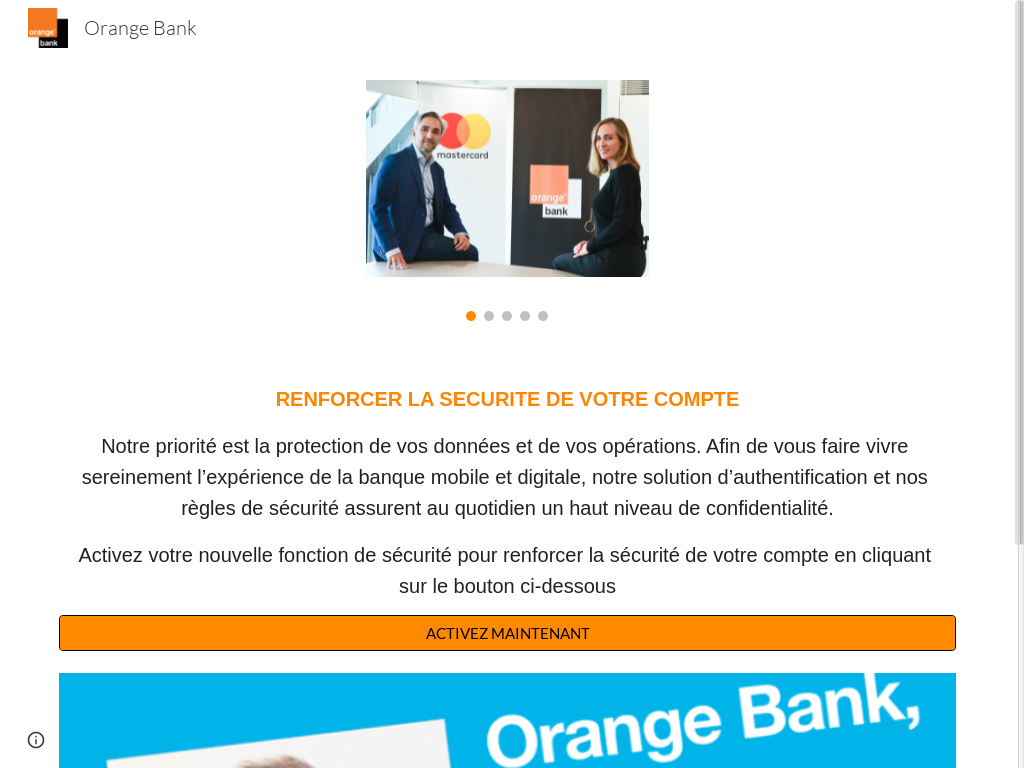 orange
bank
Orange Bank
mastercard
orange
bank
RENFORCER LA SECURITE DE VOTRE COMPTE
Notre priorité est la protection de vos données et de vos opérations. Afin de vous faire vivre
sereinement l’expérience de la banque mobile et digitale, notre solution d’authentification et nos
règles de sécurité assurent au quotidien un haut niveau de confidentialité.
Activez votre nouvelle fonction de sécurité pour renforcer la sécurité de votre compte en cliquant
sur le bouton ci-dessous
ACTIVEZ MAINTENANT
Orange Bank,